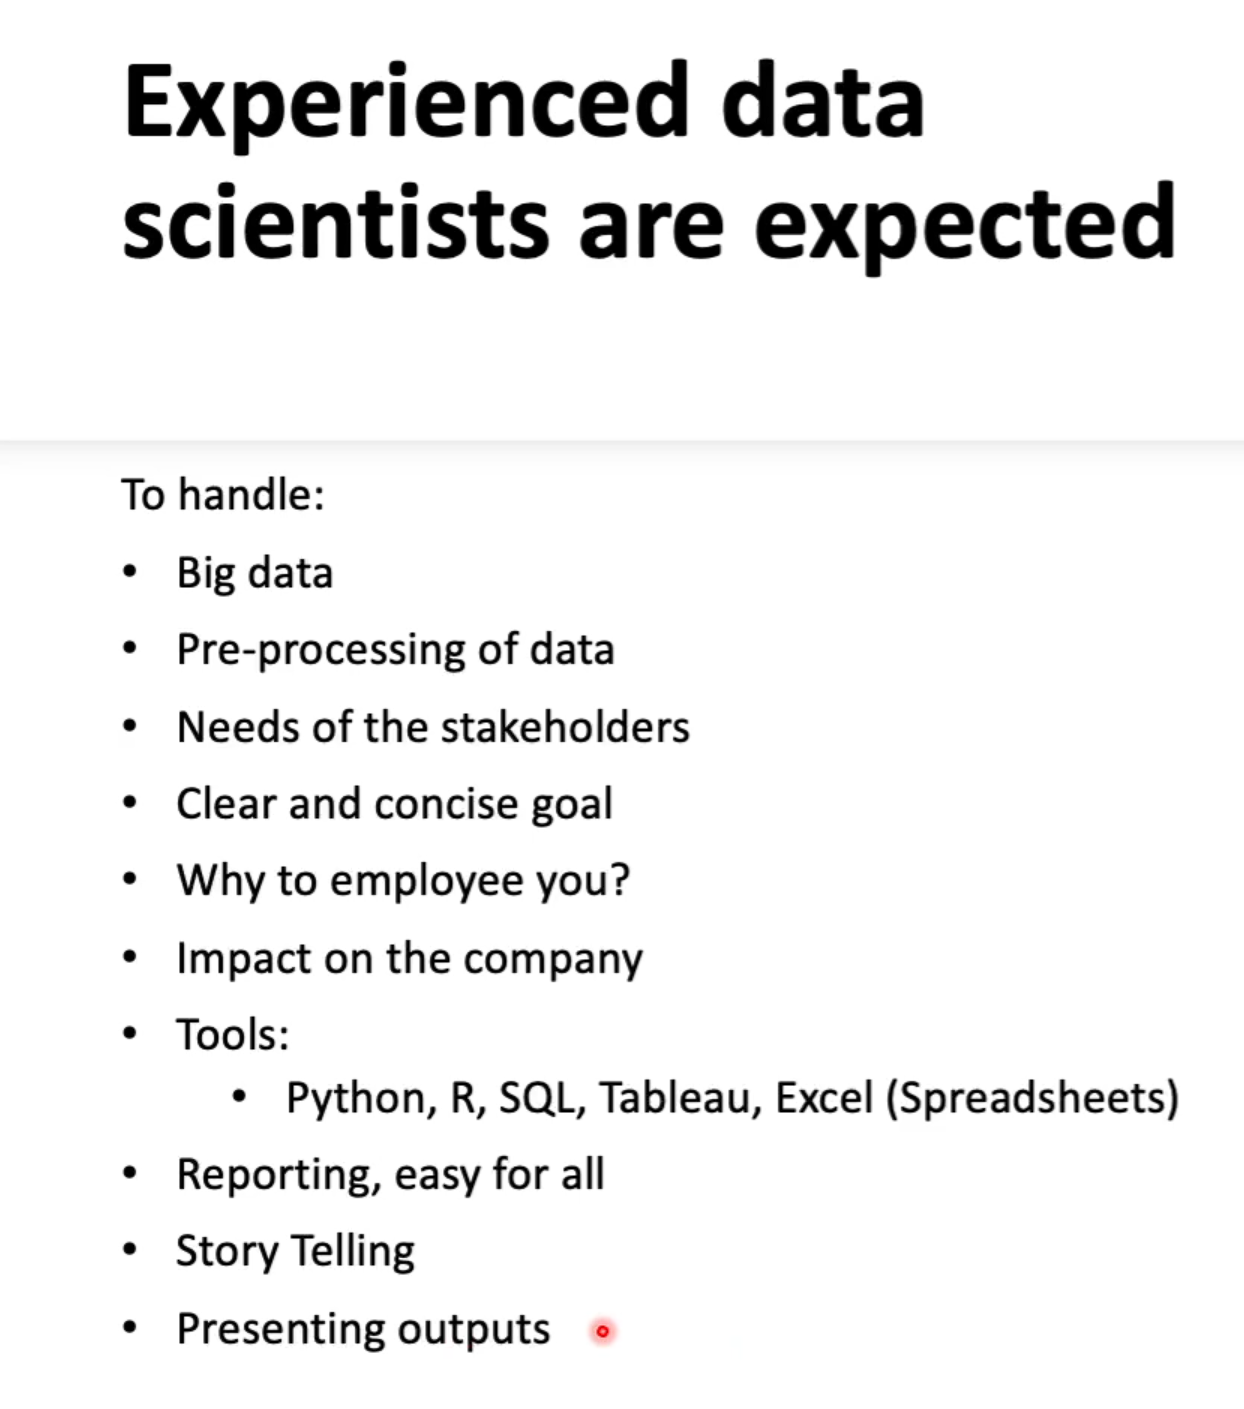 Experienced data
scientists are expected
To handle:
• Big data
• Pre-processing of data
• Needs of the stakeholders
• Clear and concise goal
• Why to employee you?
• Impact on the company
• Tools:
• Python, R, SQL, Tableau, Excel (Spreadsheets)
• Reporting, easy for all
• Story Telling
• Presenting outputs